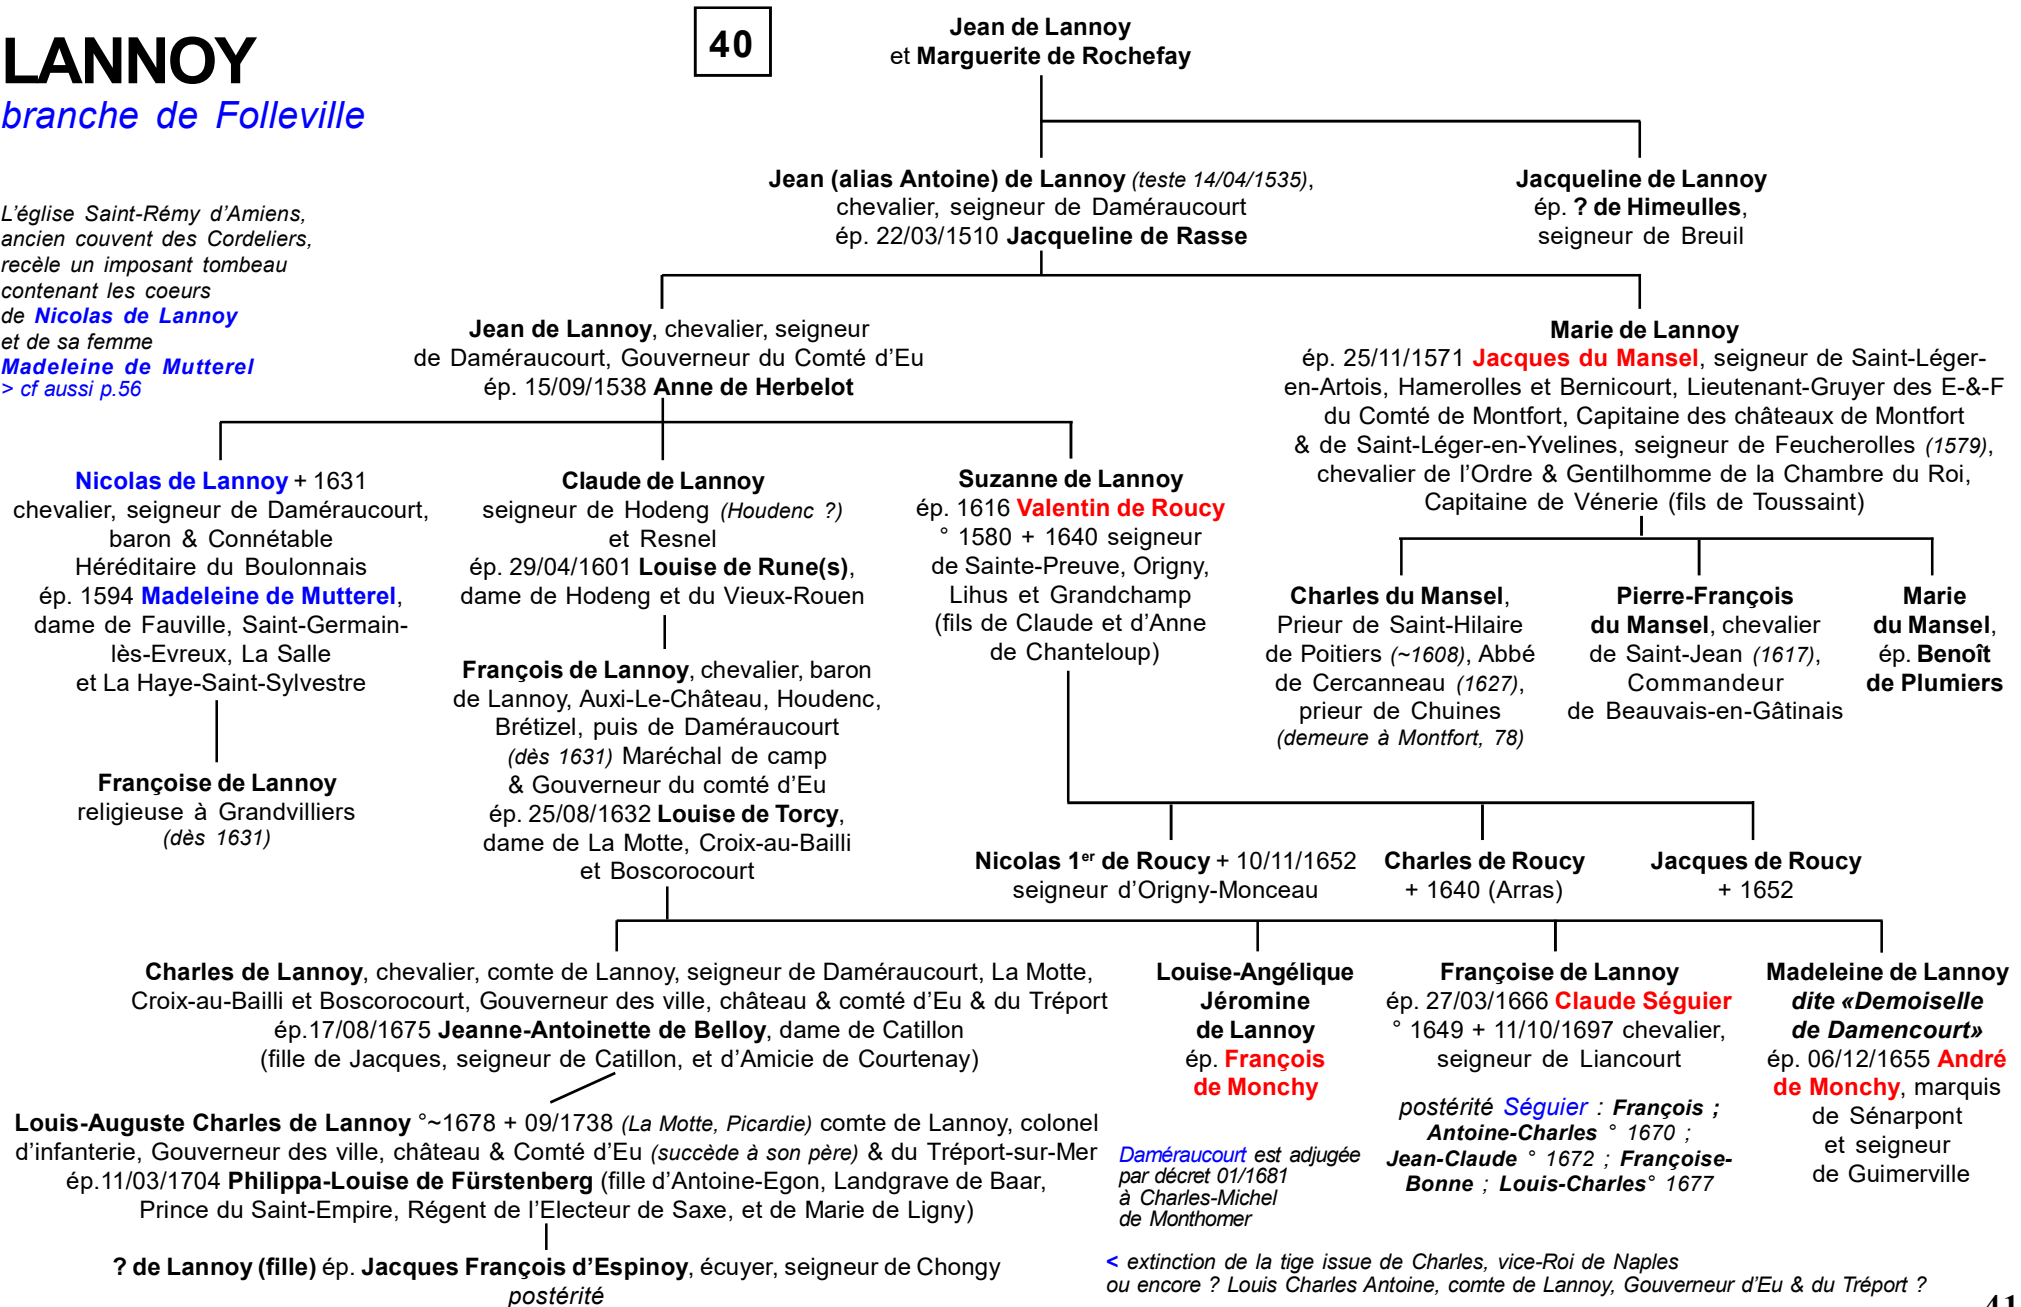 LANNOY
branche de Folleville
40
Jean de Lannoy
et Marguerite de Rochefay
L'église Saint-Rémy d'Amiens,
ancien couvent des Cordeliers,
recèle un imposant tombeau
contenant les coeurs
de Nicolas de Lannoy
et de sa femme
Madeleine de Mutterel
> cf aussi p.56
Jean (alias Antoine) de Lannoy (teste 14/04/1535),
chevalier, seigneur de Daméraucourt
ép. 22/03/1510 Jacqueline de Rasse
Jacqueline de Lannoy
ép. ? de Himeulles,
seigneur de Breuil
Jean de Lannoy, chevalier, seigneur
de Daméraucourt, Gouverneur du Comté d'Eu
ép. 15/09/1538 Anne de Herbelot
Marie de Lannoy
ép. 25/11/1571 Jacques du Mansel, seigneur de Saint-Léger-
en-Artois, Hamerolles et Bernicourt, Lieutenant-Gruyer des E-&-F
du Comté de Montfort, Capitaine des châteaux de Montfort
& de Saint-Léger-en-Yvelines, seigneur de Feucherolles (1579),
chevalier de l'Ordre & Gentilhomme de la Chambre du Roi,
Capitaine de Vénerie (fils de Toussaint)
Nicolas de Lannoy + 1631
chevalier, seigneur de Daméraucourt,
baron & Connétable
Héréditaire du Boulonnais
ép. 1594 Madeleine de Mutterel,
dame de Fauville, Saint-Germain-
lès-Evreux, La Salle
et La Haye-Saint-Sylvestre
Claude de Lannoy
seigneur de Hodeng (Houdenc ?)
et Resnel
ép. 29/04/1601 Louise de Rune(s),
dame de Hodeng et du Vieux-Rouen
Suzanne de Lannoy
ép. 1616 Valentin de Roucy
° 1580 + 1640 seigneur
de Sainte-Preuve, Origny,
Lihus et Grandchamp
(fils de Claude et d'Anne
de Chanteloup)
Charles du Mansel,
Prieur de Saint-Hilaire
de Poitiers (~1608), Abbé
de Cercanneau (1627),
prieur de Chuines
(demeure à Montfort, 78)
Pierre-François
du Mansel, chevalier
de Saint-Jean (1617),
Commandeur
de Beauvais-en-Gâtinais
Marie
du Mansel,
ép. Benoît
de Plumiers
Françoise de Lannoy
religieuse à Grandvilliers
(dès 1631)
François de Lannoy, chevalier, baron
de Lannoy, Auxi-Le-Château, Houdenc,
Brétizel, puis de Daméraucourt
(dès 1631) Maréchal de camp
& Gouverneur du comté d'Eu
ép. 25/08/1632 Louise de Torcy,
dame de La Motte, Croix-au-Bailli
et Boscorocourt
Nicolas 1er de Roucy + 10/11/1652
seigneur d'Origny-Monceau
Charles de Roucy
+ 1640 (Arras)
Jacques de Roucy
+ 1652
Charles de Lannoy, chevalier, comte de Lannoy, seigneur de Daméraucourt, La Motte,
Croix-au-Bailli et Boscorocourt, Gouverneur des ville, château & comté d'Eu & du Tréport
ép.17/08/1675 Jeanne-Antoinette de Belloy, dame de Catillon
(fille de Jacques, seigneur de Catillon, et d'Amicie de Courtenay)
Louise-Angélique
Jéromine
de Lannoy
ép. François
de Monchy
Françoise de Lannoy
ép. 27/03/1666 Claude Séguier
° 1649 + 11/10/1697 chevalier,
seigneur de Liancourt
postérité Séguier : François ;
Antoine-Charles ° 1670 ;
Jean-Claude ° 1672 ; Françoise-
Bonne ; Louis-Charles° 1677
Madeleine de Lannoy
dite «Demoiselle
de Damencourt»
ép. 06/12/1655 André
de Monchy, marquis
de Sénarpont
et seigneur
de Guimerville
Louis-Auguste Charles de Lannoy °~1678 + 09/1738 (La Motte, Picardie) comte de Lannoy, colonel
d'infanterie, Gouverneur des ville, château & Comté d'Eu (succède à son père) & du Tréport-sur-Mer
ép.11/03/1704 Philippa-Louise de Fürstenberg (fille d'Antoine-Egon, Landgrave de Baar,
Prince du Saint-Empire, Régent de l'Electeur de Saxe, et de Marie de Ligny)
Daméraucourt est adjugée
par décret 01/1681
à Charles-Michel
de Monthomer
? de Lannoy (fille) ép. Jacques François d'Espinoy, écuyer, seigneur de Chongy
postérité
< extinction de la tige issue de Charles, vice-Roi de Naples
ou encore ? Louis Charles Antoine, comte de Lannoy, Gouverneur d'Eu & du Tréport ?
41